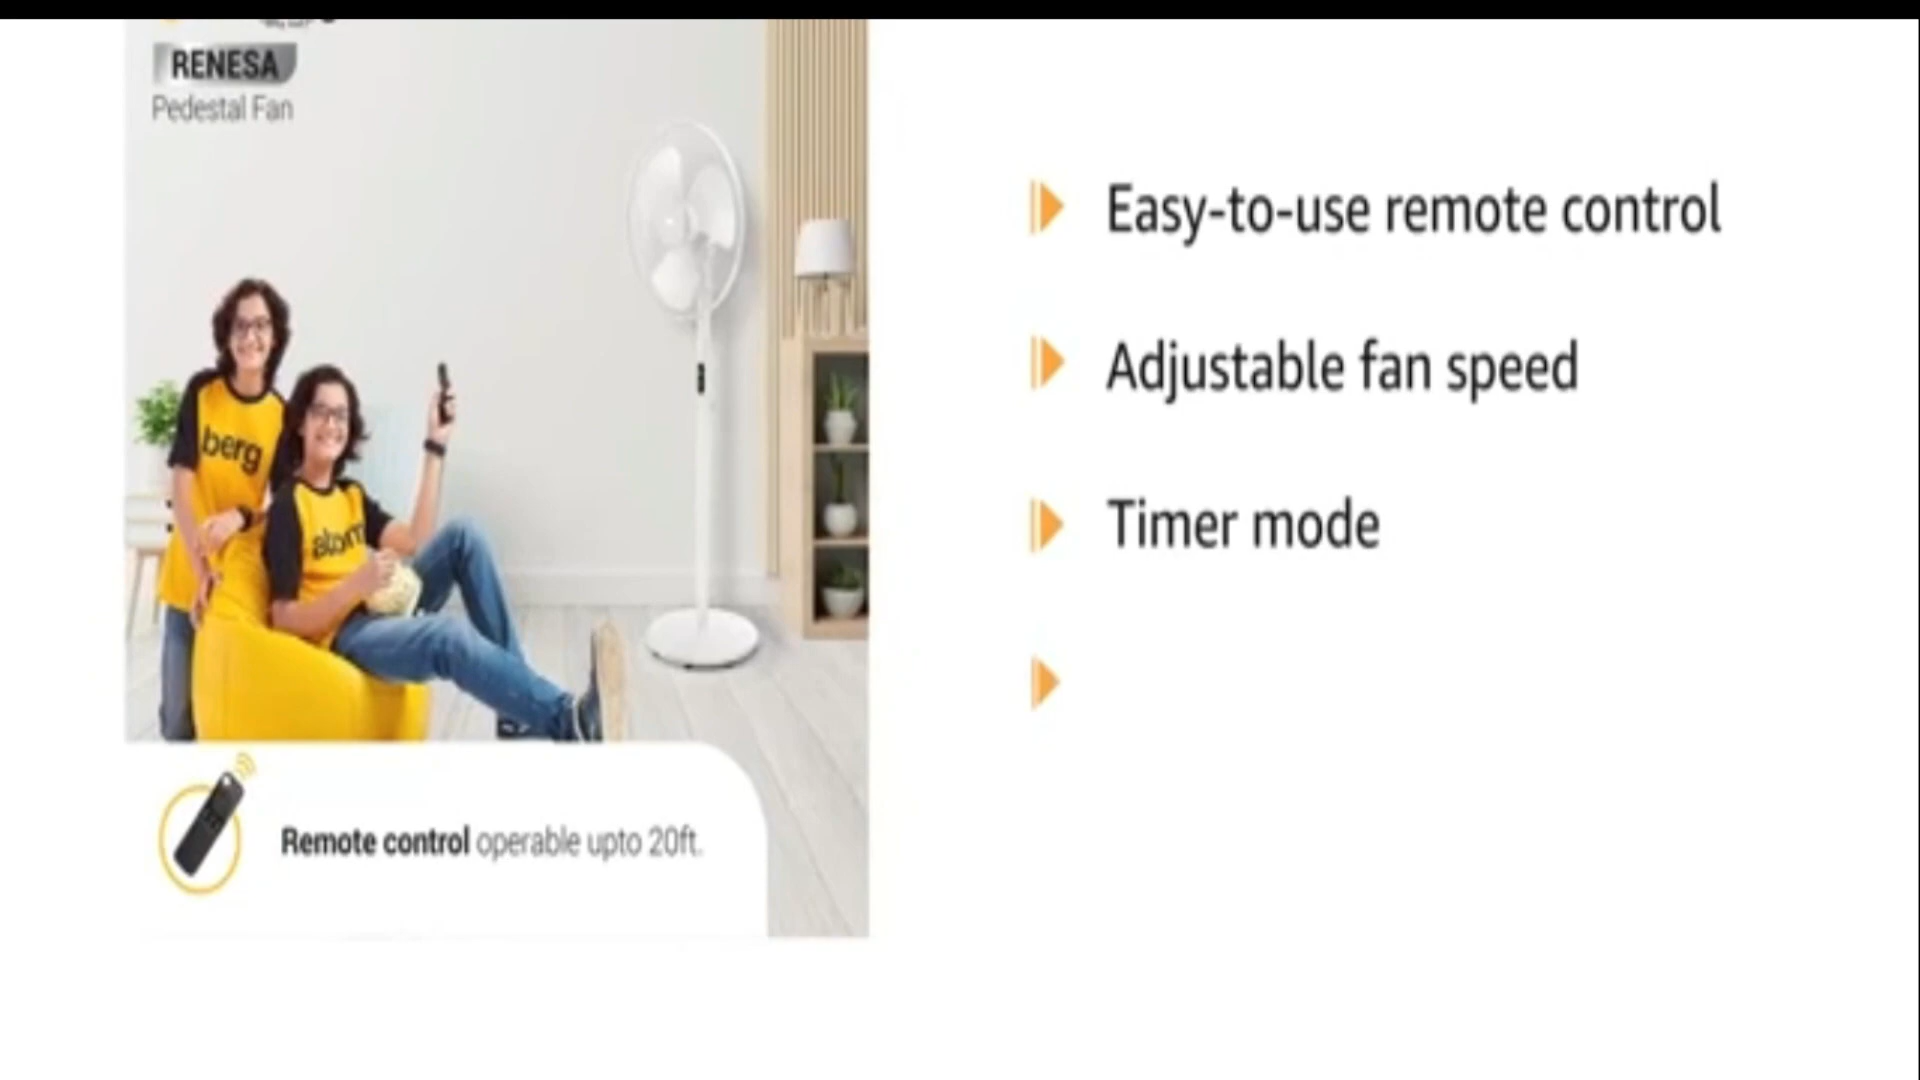 RENESA
Pedestal Fan
berg
atom
Remote control operable upto 20ft.
Easy-to-use remote control
Adjustable fan speed
Timer mode